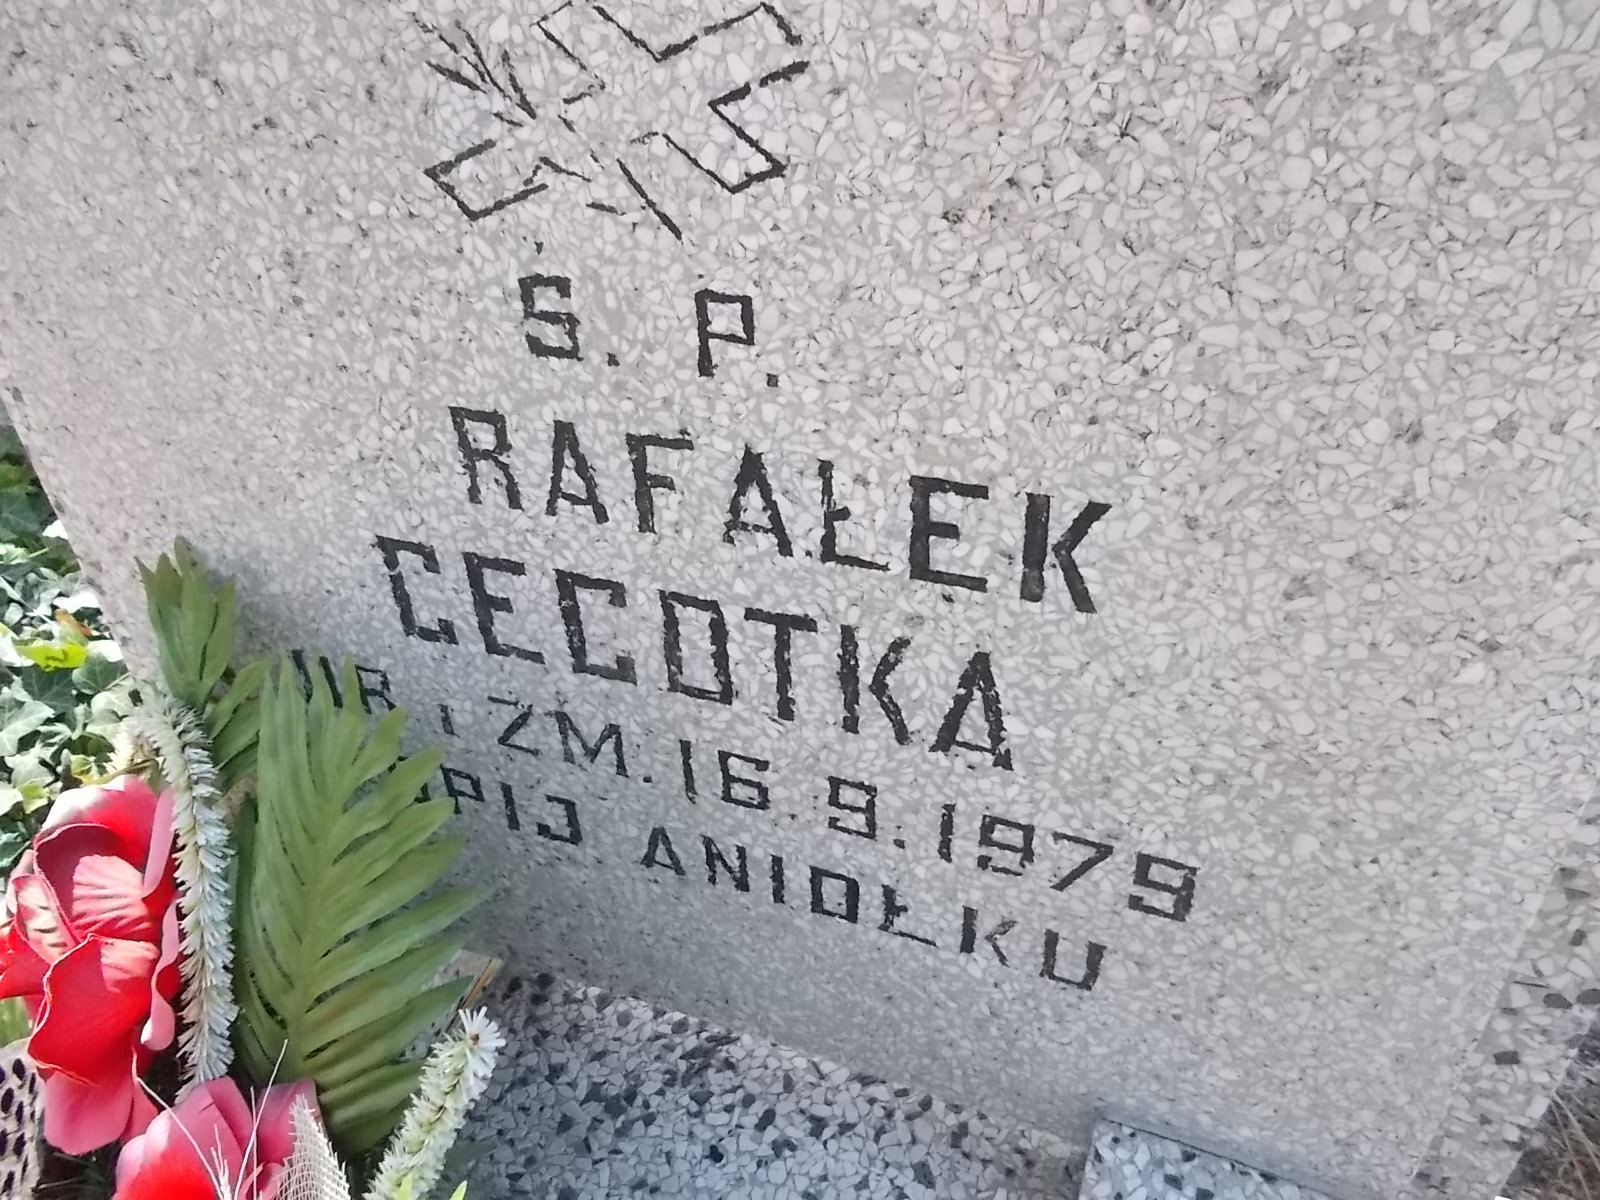 Ś. P.
RAFAŁEK
CECOTKA
UR I ZM. 16.9.1979
ANIOŁKU